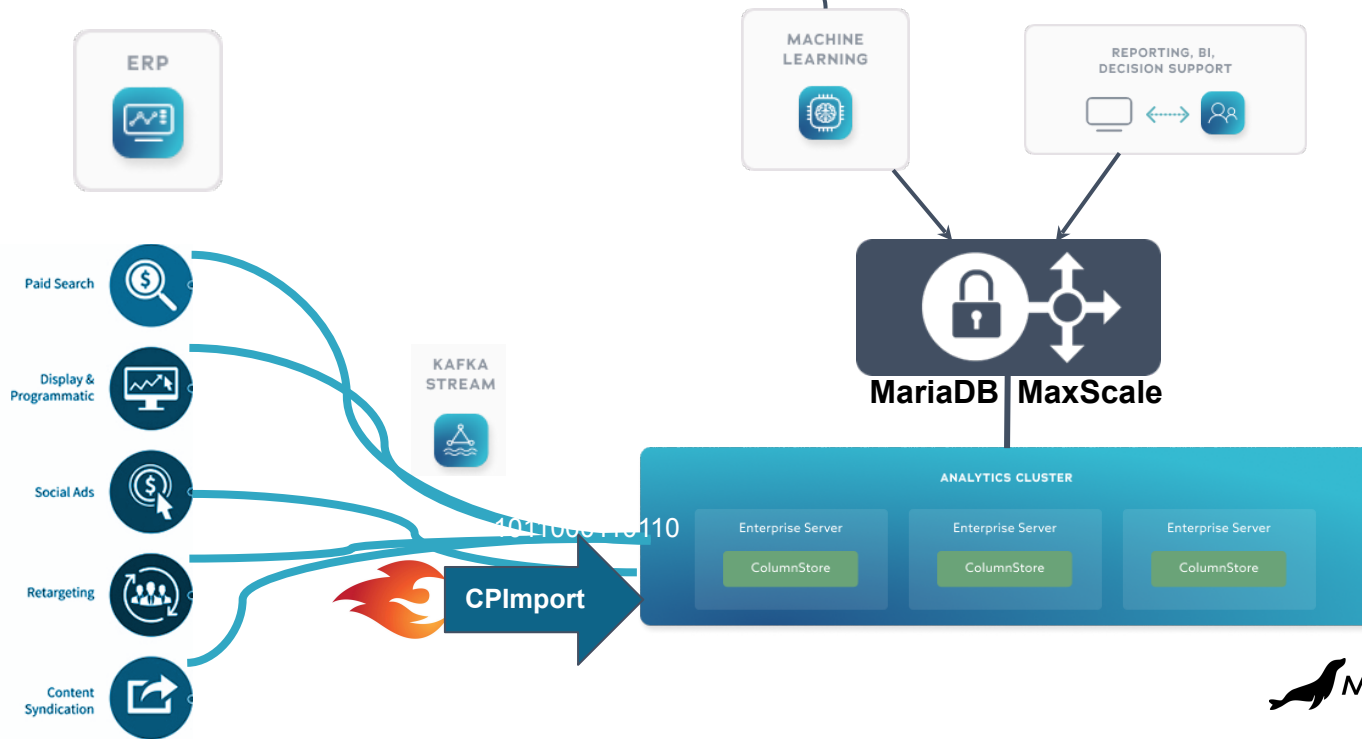 ERP
MACHINE
LEARNING
REPORTING, BI,
DECISION SUPPORT
Paid Search
Display &
Programmatic
Social Ads
Retargeting
Content
Syndication
KAFKA
STREAM
MariaDB MaxScale
ANALYTICS CLUSTER
Enterprise Server
ColumnStore
Enterprise Server
ColumnStore
Enterprise Server
ColumnStore
CPImport
M